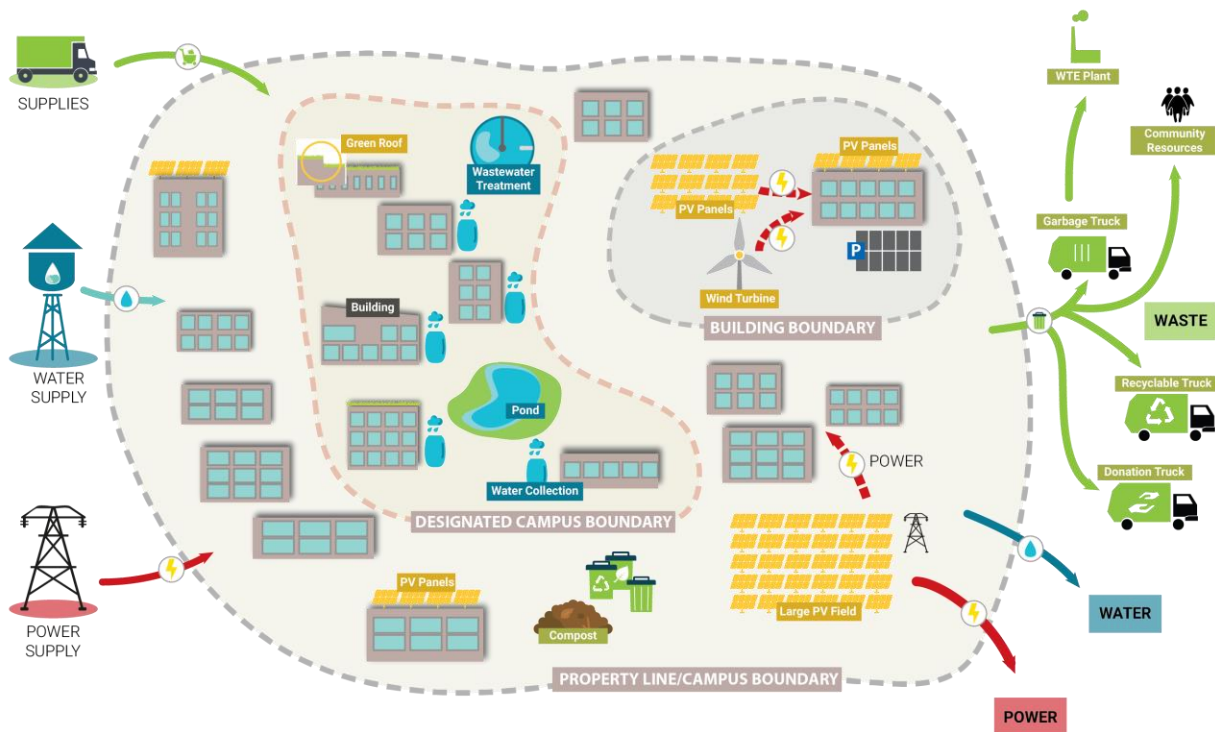 SUPPLIES
WATER
SUPPLY
POWER
SUPPLY
Green Roof
Wastewater
Treatment
Building
Pond
Water Collection
DESIGNATED CAMPUS BOUNDARY
PV Panels
PV Panels
P
Wind Turbine
BUILDING BOUNDARY
POWER
Large PV Field
PV Panels
Compost
PROPERTY LINE/CAMPUS BOUNDARY
WTE Plant
Community
Resources
Garbage Truck
WASTE
Recyclable Truck
Donation Truck
WATER
POWER